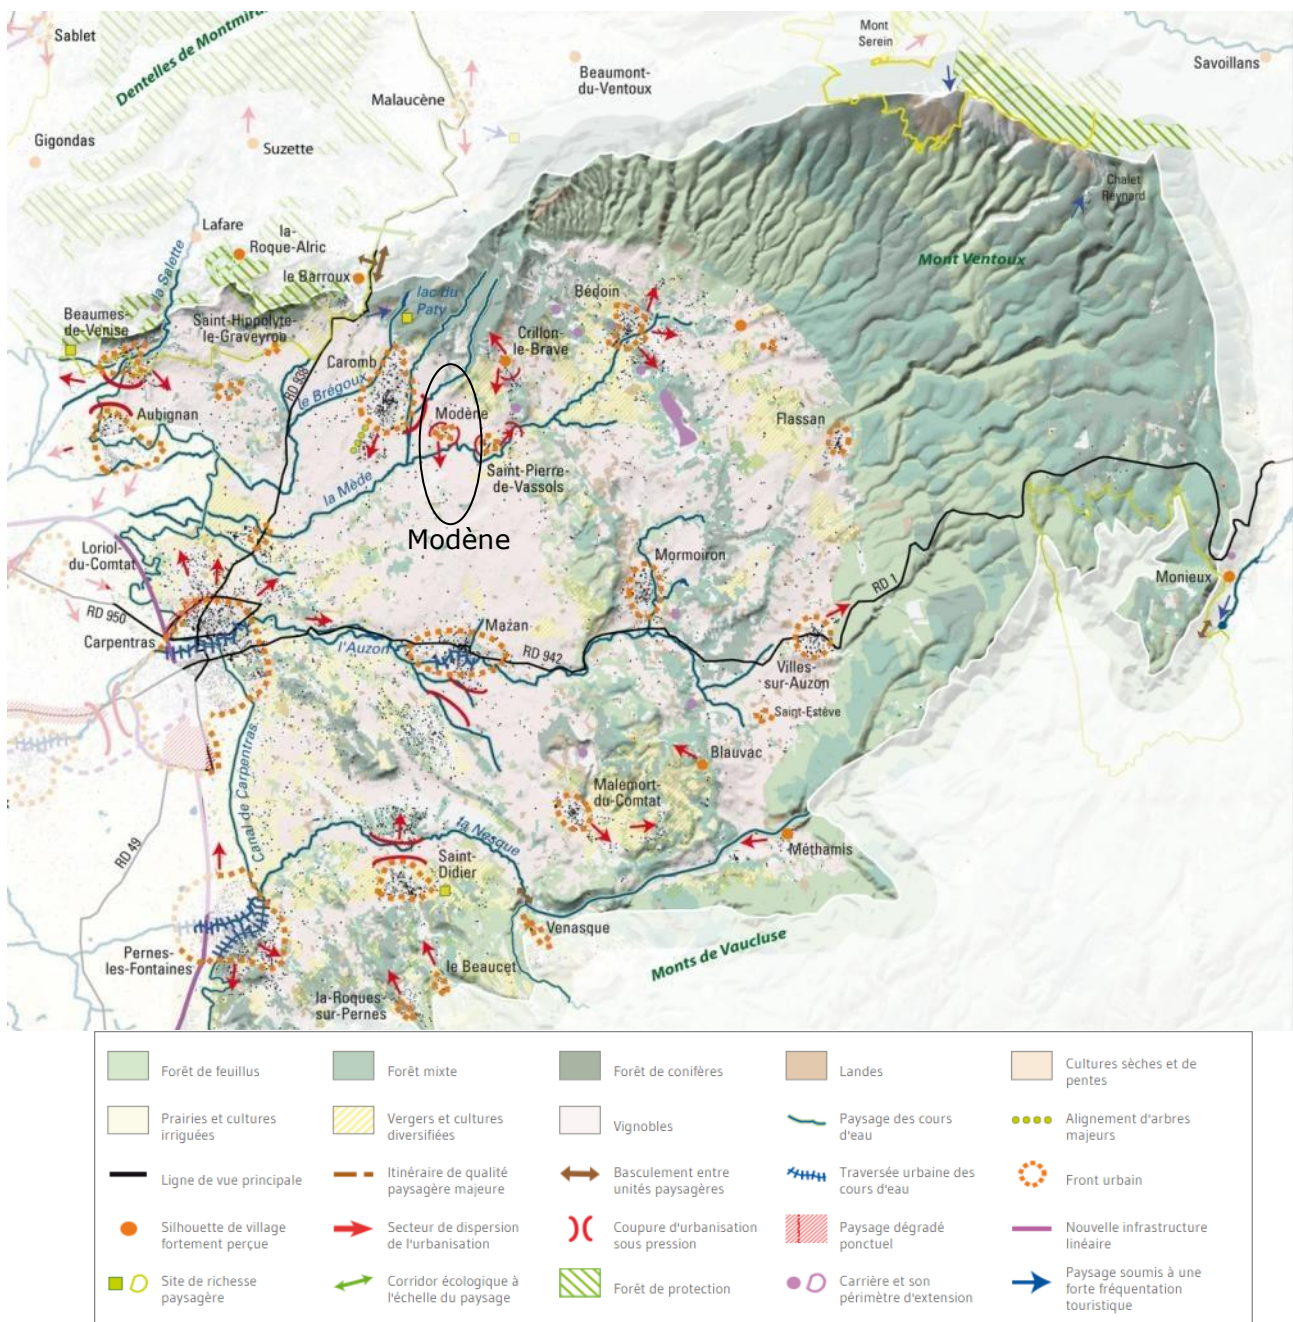 Sablet
Dentelles de Montmirail
Mont
Serein
Savoillans
Beaumont-
du-Ventoux
Malaucène
Gigondas
Suzette
Chalet
Reynard
Lafare
la-
Roque-Alric
la Salette
le Barroux
Mont Ventoux
lac du
Paty
Bédoin
Beaumes-
de-Venise
Saint-Hippolyte-
le-Graveyron
Crillon-
le-Brave
Caromb
RD 938
le Brégoux
Aubignan
Modène
Flassan
Saint-Pierre-
de-Vassols
la Mède
Modène
Loriol-
du-Comtat
Mormoiron
Monieux
RD 1
RD 950
Carpentras
Mazan
l'Auzon
RD 942
Villes-
sur-Auzon
Saint-Estève
Blauvac
Canal de Carpentras
Malemort-
du-Comtat
la Nesque
RD 49
Saint-
Didier
Méthamis
Venasque
Monts de Vaucluse
Pernes-
les-Fontaines
le Beaucet
la-Roques-
sur-Pernes
Forêt de feuillus
Forêt mixte
Forêt de conifères
Landes
Cultures sèches et de
pentes
Prairies et cultures
irriguées
Vergers et cultures
diversifiées
Vignobles
Paysage des cours
d'eau
Alignement d'arbres
majeurs
Ligne de vue principale
Itinéraire de qualité
paysagère majeure
Basculement entre
unités paysagères
Traversée urbaine des
cours d'eau
Front urbain
Silhouette de village
fortement perçue
Secteur de dispersion
de l'urbanisation
Coupure d'urbanisation
sous pression
Paysage dégradé
ponctuel
Nouvelle infrastructure
linéaire
Site de richesse
paysagère
Corridor écologique à
l'échelle du paysage
Forêt de protection
Carrière et son
périmètre d'extension
Paysage soumis à une
forte fréquentation
touristique